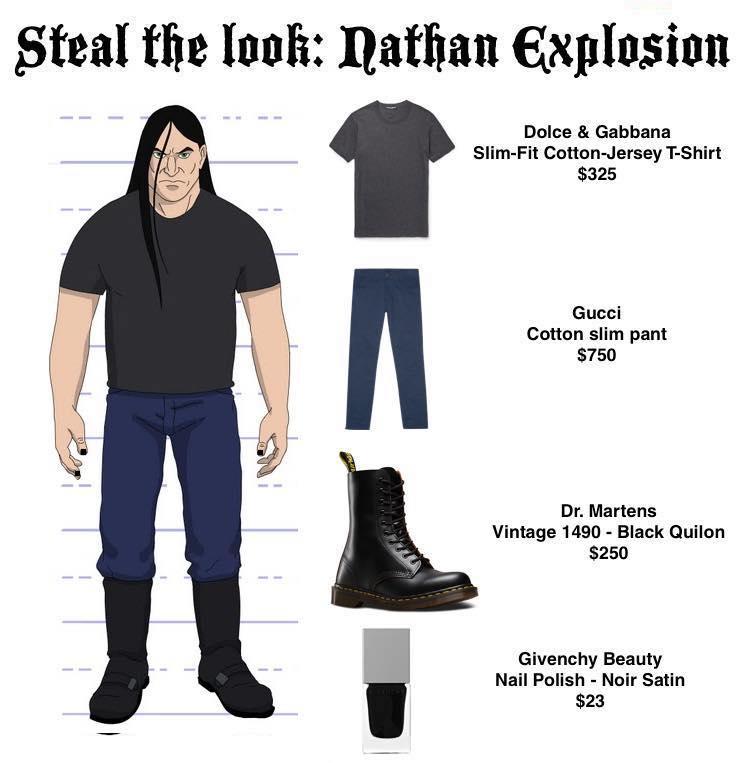 Steal the look: Nathan Explosion
Dolce & Gabbana
Slim-Fit Cotton-Jersey T-Shirt
$325
Gucci
Cotton slim pant
$750
Dr. Martens
Vintage 1490 - Black Quilon
$250
Givenchy Beauty
Nail Polish - Noir Satin
$23